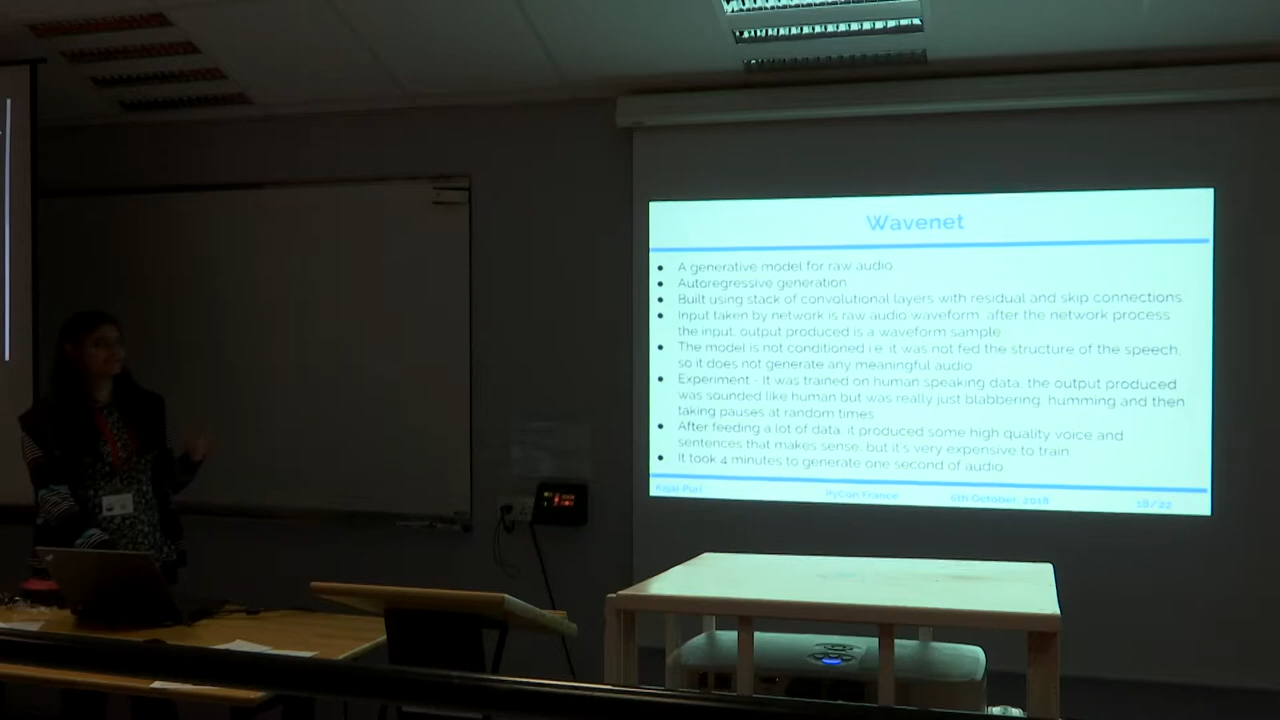 Wavenet
● A generative model for raw audio.
● Autoregressive generation
● Built using stack of convolutional layers with residual and skip connections.
● Input taken by network is raw audio waveform, after the network process
the input, output produced is a waveform sample.
● The model is not conditioned i.e. it was not fed the structure of the speech,
so it does not generate any meaningful audio.
● Experiment - It was trained on human speaking data, the output produced
was sounded like human but was really just blabbering, humming and then
taking pauses at random times.
● After feeding a lot of data, it produced some high quality voice and
sentences that makes sense, but it's very expensive to train.
● It took 4 minutes to generate one second of audio
Puri PyCon France 6th October, 2018 18/22